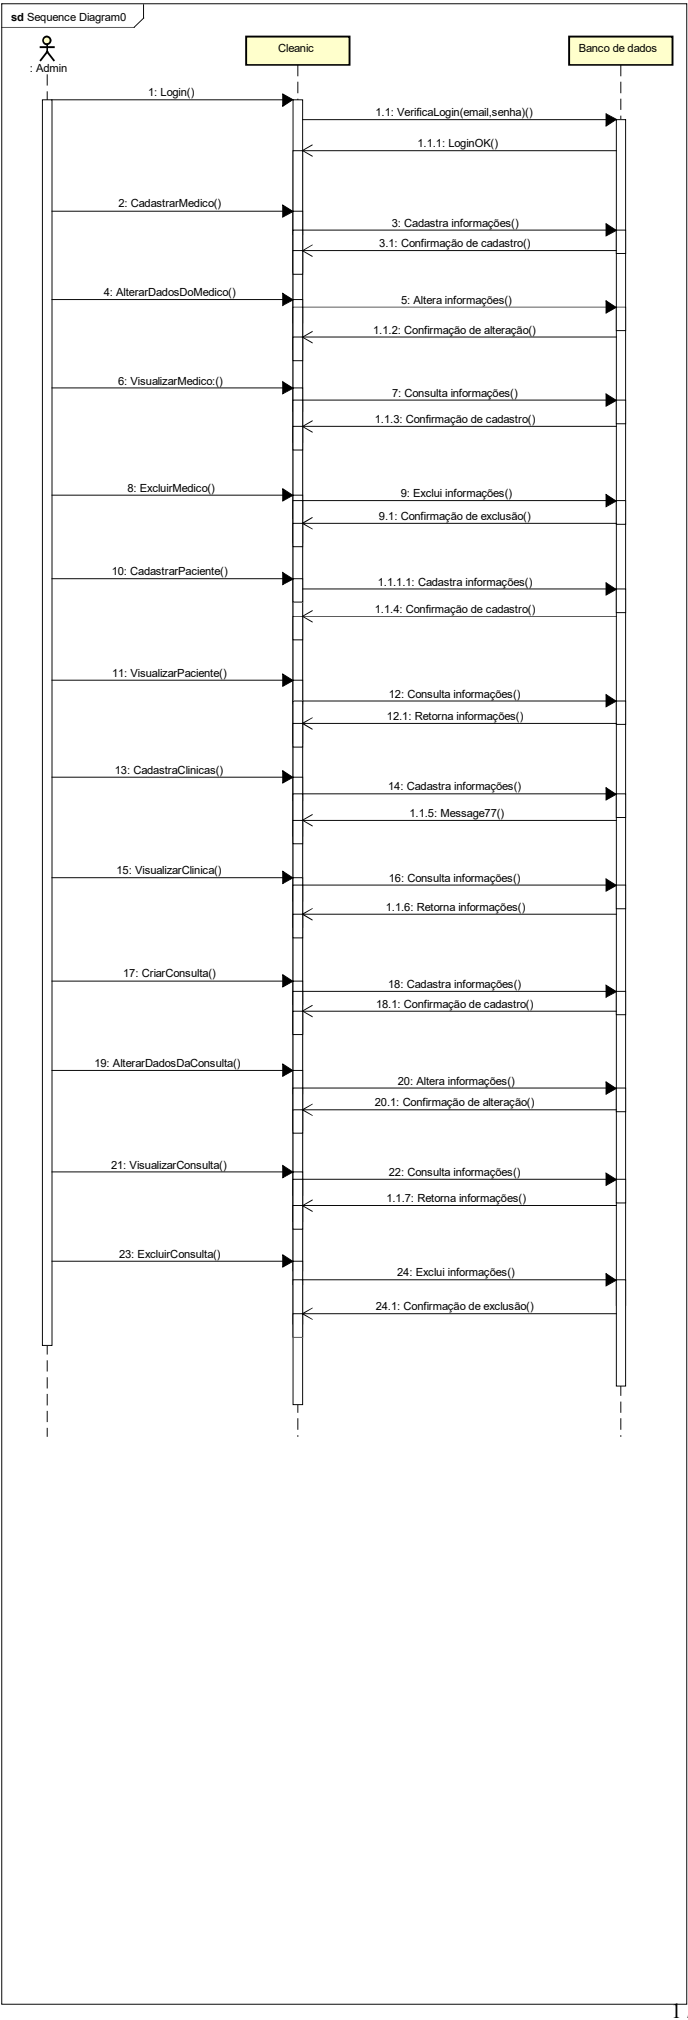 sd Sequence Diagram0
: Admin
Cleanic
Banco de dados
1: Login()
1.1: VerificaLogin(email,senha)()
1.1.1: LoginOK()
2: CadastrarMedico()
3: Cadastra informações()
3.1: Confirmação de cadastro()
4: AlterarDadosDoMedico()
5: Altera informações()
1.1.2: Confirmação de alteração()
6: VisualizarMedico:()
7: Consulta informações()
1.1.3: Confirmação de cadastro()
8: ExcluirMedico()
9: Exclui informações()
9.1: Confirmação de exclusão()
10: CadastrarPaciente()
1.1.1.1: Cadastra informações()
1.1.4: Confirmação de cadastro()
11: VisualizarPaciente()
12: Consulta informações()
12.1: Retorna informações()
13: CadastraClinicas()
14: Cadastra informações()
1.1.5: Message77()
15: VisualizarClinica()
16: Consulta informações()
1.1.6: Retorna informações()
17: CriarConsulta()
18: Cadastra informações()
18.1: Confirmação de cadastro()
19: AlterarDadosDaConsulta()
20: Altera informações()
20.1: Confirmação de alteração()
21: VisualizarConsulta()
22: Consulta informações()
1.1.7: Retorna informações()
23: ExcluirConsulta()
24: Exclui informações()
24.1: Confirmação de exclusão()